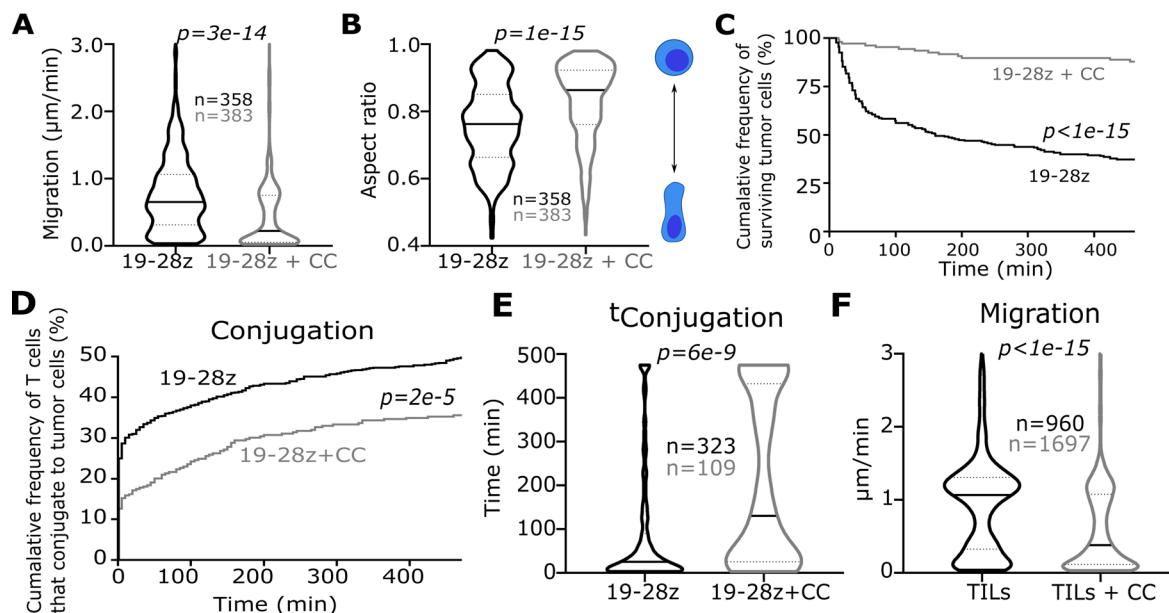 A
Migration (µm/min)
3.0
2.0
1.0
0.0
p=3e-14
n=358
n=383
19-28z
19-28z + CC
B
Aspect ratio
1.0
0.8
0.6
0.4
p=1e-15
n=358
n=383
19-28z
19-28z + CC
C
Cumalative frequency of
surviving tumor cells (%)
100
75
50
25
0
19-28z + CC
p<1e-15
19-28z
0
100
200
300
400
Time (min)
D
Conjugation
Cumalative frequency of T cells
that conjugate to tumor cells (%)
50
40
30
20
10
0
19-28z
p=2e-5
19-28z+CC
0
100
200
300
400
Time (min)
E
tConjugation
p=6e-9
Time (min)
500
400
300
200
100
0
n=323
n=109
19-28z
19-28z+CC
F
Migration
p<1e-15
µm/min
3
2
1
0
n=960
n=1697
TILs
TILs + CC